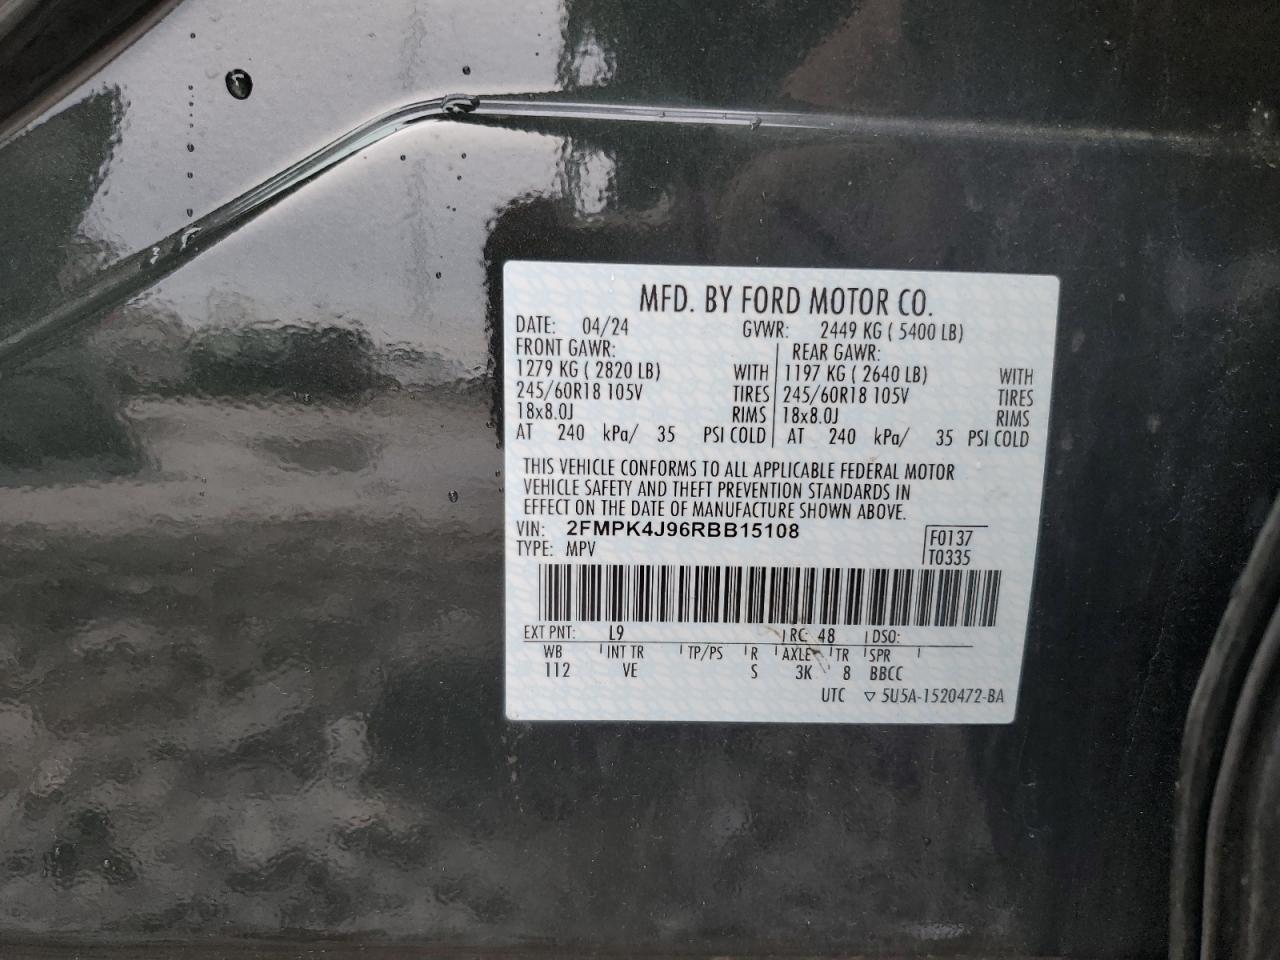 MFD. BY FORD MOTOR CO.
DATE: 04/24 GVWR: 2449 KG ( 5400 LB)
FRONT GAWR: REAR GAWR:
1279 KG ( 2820 LB) WITH 1197 KG ( 2640 LB) WITH
245/60R18 105V TIRES 245/60R18 105V TIRES
18x8.0J RIMS 18x8.0J RIMS
AT 240 kPa/ 35 PSI COLD AT 240 kPa/ 35 PSI COLD
THIS VEHICLE CONFORMS TO ALL APPLICABLE FEDERAL MOTOR
VEHICLE SAFETY AND THEFT PREVENTION STANDARDS IN
EFFECT ON THE DATE OF MANUFACTURE SHOWN ABOVE.
VIN: 2FMPK4J96RBB15108 F0137
TYPE: MPV T0335
EXT PNT: L9 RC: 48 DSO:
WB INT TR TP/PS R AXLE TR SPR
112 VE S 3K 8 BBCC
UTC ▽ 5U5A-1520472-BA